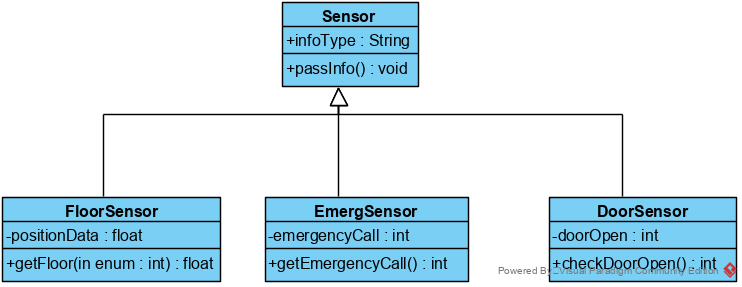 Sensor
+infoType : String
+passInfo() : void
FloorSensor
-positionData : float
+getFloor(in enum : int) : float
EmergSensor
-emergencyCall : int
+getEmergencyCall() : int
DoorSensor
-doorOpen : int
+checkDoorOpen() : int
Powered By Visual Paradigm Community Edition